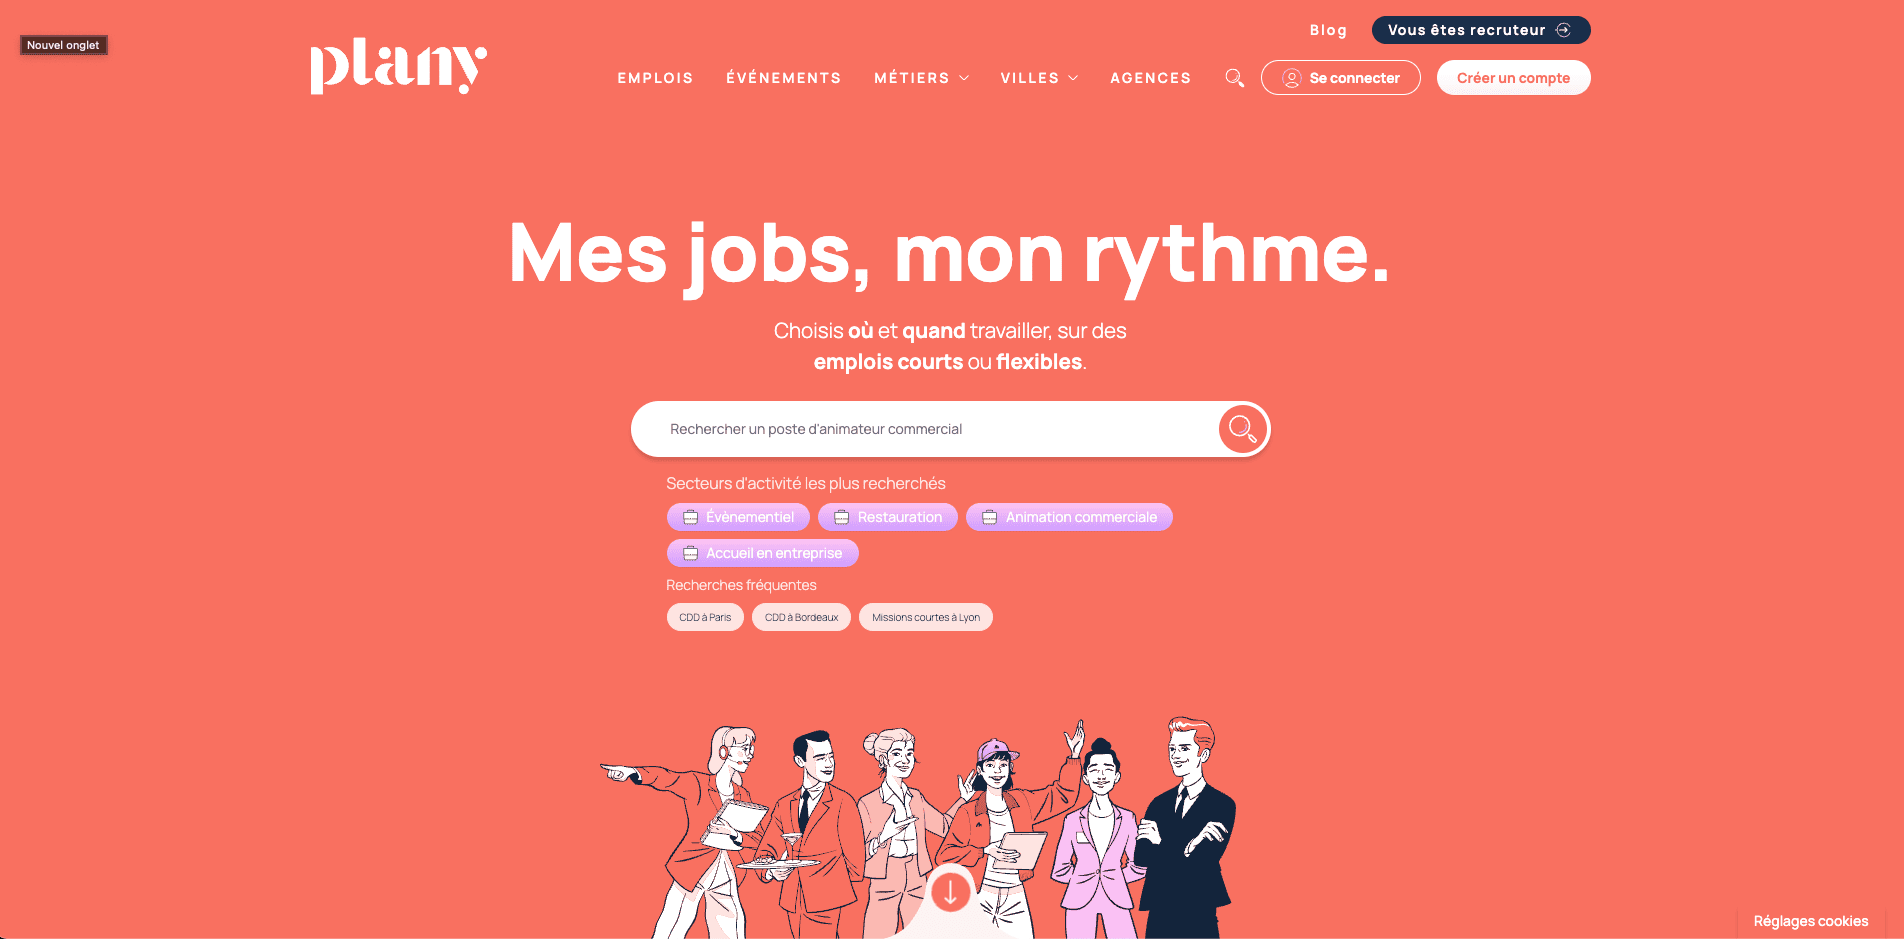 Blog
Vous êtes recruteur
Nouvel onglet
plany
EMPLOIS
ÉVÉNEMENTS
MÉTIERS
VILLES
AGENCES
Se connecter
Créer un compte
Mes jobs, mon rythme.
Choisis où et quand travailler, sur des
emplois courts ou flexibles.
Rechercher un poste d'animateur commercial
Secteurs d'activité les plus recherchés
Évènementiel
Restauration
Animation commerciale
Accueil en entreprise
Recherches fréquentes
CDD à Paris
CDD à Bordeaux
Missions courtes à Lyon
Réglages cookies